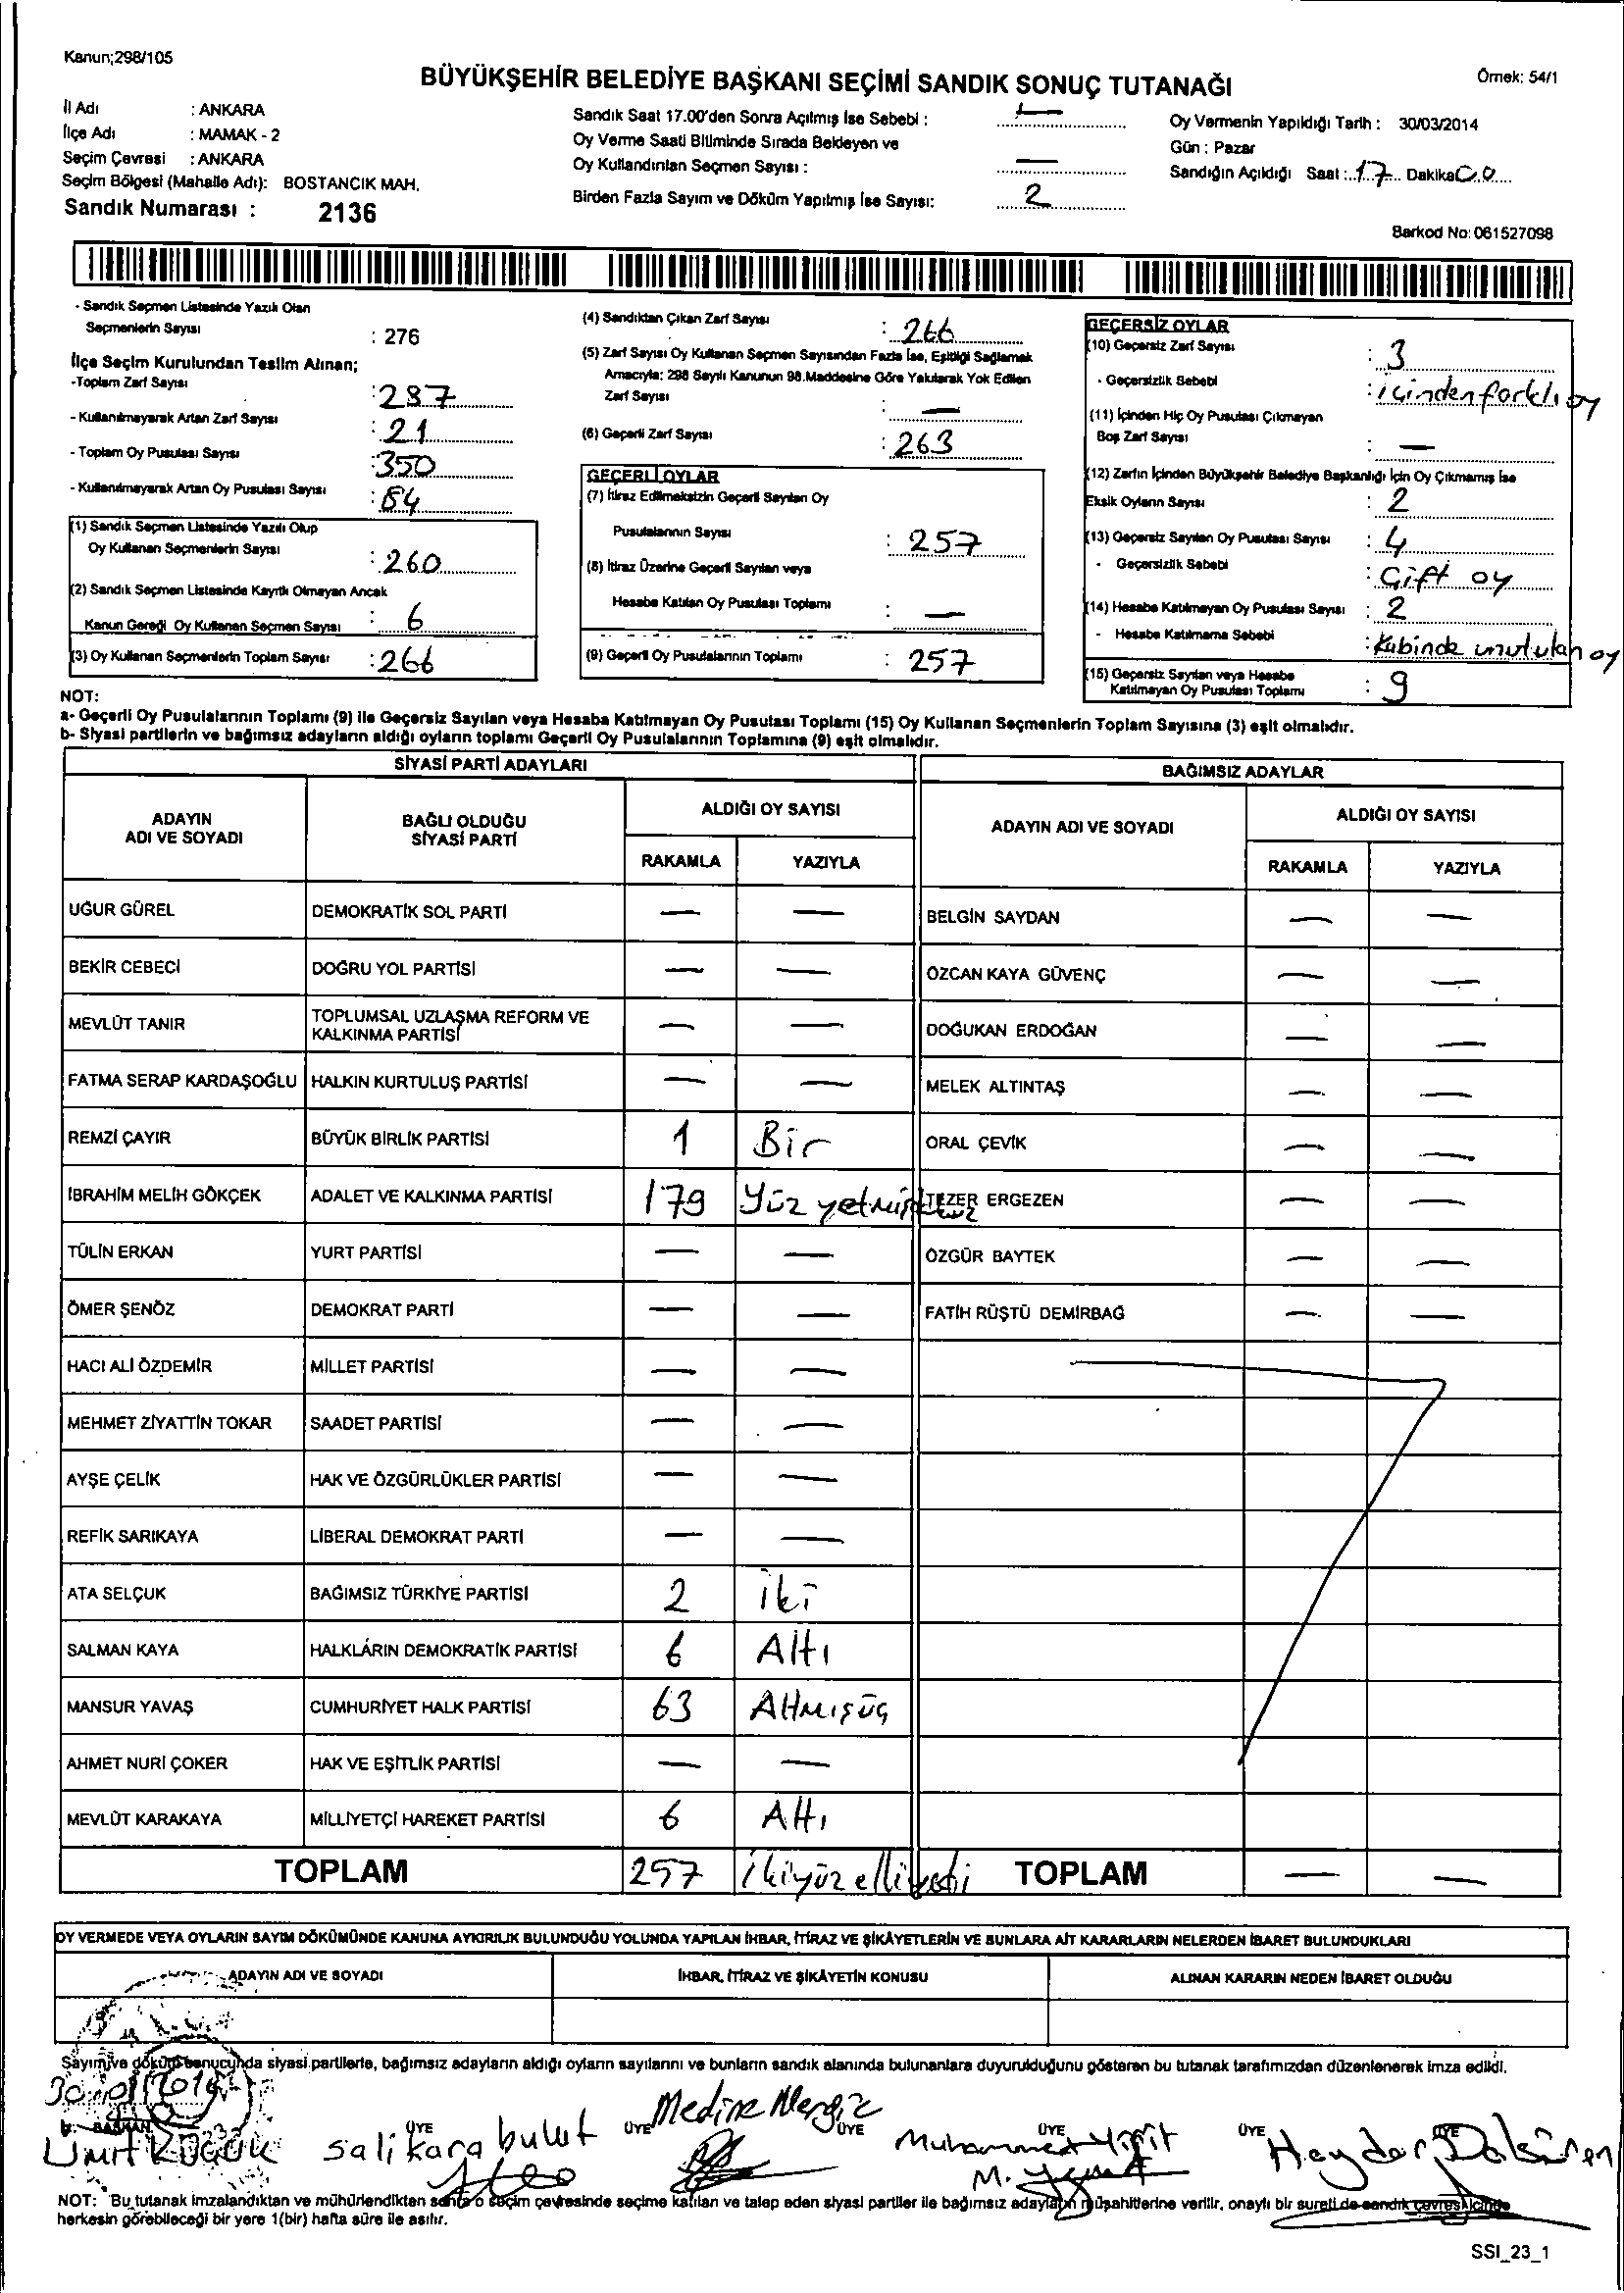 Kanun;298/105
BÜYÜKŞEHİR BELEDİYE BAŞKANI SEÇİMİ SANDIK SONUÇ TUTANAĞI
Örnek: 54/1
İl Adı : ANKARA
İlçe Adı : MAMAK - 2
Seçim Çevresi : ANKARA
Seçim Bölgesi (Mahalle Adı): BOSTANCIK MAH.
Sandık Numarası : 2136
Sandık Saat 17.00'den Sonra Açılmış İse Sebebi : —
Oy Verme Saati Bitiminde Sırada Bekleyen ve
Oy Kullandırılan Seçmen Sayısı : —
Birden Fazla Sayım ve Döküm Yapılmış İse Sayısı: 2
Oy Vermenin Yapıldığı Tarih : 30/03/2014
Gün : Pazar
Sandığın Açıldığı Saat : 17 Dakika 00
Barkod No: 061527098
- Sandık Seçmen Listesinde Yazılı Olan
Seçmenlerin Sayısı : 276
İlçe Seçim Kurulundan Teslim Alınan;
-Toplam Zarf Sayısı : 287
- Kullanılmayarak Artan Zarf Sayısı : 21
- Toplam Oy Pusulası Sayısı : 350
- Kullanılmayarak Artan Oy Pusulası Sayısı : 84
(1) Sandık Seçmen Listesinde Yazılı Olup
Oy Kullanan Seçmenlerin Sayısı : 260
(2) Sandık Seçmen Listesinde Kayıtlı Olmayan Ancak
Kanun Gereği Oy Kullanan Seçmen Sayısı : 6
(3) Oy Kullanan Seçmenlerin Toplam Sayısı : 266
(4) Sandıktan Çıkan Zarf Sayısı : 266
(5) Zarf Sayısı Oy Kullanan Seçmen Sayısından Fazla İse, Eşitliği Sağlamak
Amacıyla; 298 Sayılı Kanunun 98.Maddesine Göre Yakılarak Yok Edilen
Zarf Sayısı : —
(6) Geçerli Zarf Sayısı : 263
GEÇERLİ OYLAR
(7) İtiraz Edilmeksizin Geçerli Sayılan Oy
Pusulalarının Sayısı : 257
(8) İtiraz Üzerine Geçerli Sayılan veya
Hesaba Katılan Oy Pusulası Toplamı : —
(9) Geçerli Oy Pusulalarının Toplamı : 257
GEÇERSİZ OYLAR
(10) Geçersiz Zarf Sayısı : 3
- Geçersizlik Sebebi : içinden farklı oy
(11) İçinden Hiç Oy Pusulası Çıkmayan
Boş Zarf Sayısı : —
(12) Zarfın İçinden Büyükşehir Belediye Başkanlığı İçin Oy Çıkmamış İse
Eksik Oyların Sayısı : 2
(13) Geçersiz Sayılan Oy Pusulası Sayısı : 4
- Geçersizlik Sebebi : Çift oy
(14) Hesaba Katılmayan Oy Pusulası Sayısı : 2
- Hesaba Katılmama Sebebi : Kabinde unutulan oy
(15) Geçersiz Sayılan veya Hesaba
Katılmayan Oy Pusulası Toplamı : 9
NOT:
a- Geçerli Oy Pusulalarının Toplamı (9) ile Geçersiz Sayılan veya Hesaba Katılmayan Oy Pusulası Toplamı (15) Oy Kullanan Seçmenlerin Toplam Sayısına (3) eşit olmalıdır.
b- Siyasi partilerin ve bağımsız adayların aldığı oyların toplamı Geçerli Oy Pusulalarının Toplamına (9) eşit olmalıdır.
SİYASİ PARTİ ADAYLARI
ADAYIN ADI VE SOYADI BAĞLI OLDUĞU SİYASİ PARTİ ALDIĞI OY SAYISI
RAKAMLA YAZIYLA
UĞUR GÜREL DEMOKRATİK SOL PARTİ — —
BEKİR CEBECİ DOĞRU YOL PARTİSİ — —
MEVLÜT TANIR TOPLUMSAL UZLAŞMA REFORM VE KALKINMA PARTİSİ — —
FATMA SERAP KARDAŞOĞLU HALKIN KURTULUŞ PARTİSİ — —
REMZİ ÇAYIR BÜYÜK BİRLİK PARTİSİ 1 Bir
İBRAHİM MELİH GÖKÇEK ADALET VE KALKINMA PARTİSİ 179 Yüz yetmişdokuz
TÜLİN ERKAN YURT PARTİSİ — —
ÖMER ŞENÖZ DEMOKRAT PARTİ — —
HACI ALİ ÖZDEMİR MİLLET PARTİSİ — —
MEHMET ZİYATTİN TOKAR SAADET PARTİSİ — —
AYŞE ÇELİK HAK VE ÖZGÜRLÜKLER PARTİSİ — —
REFİK SARIKAYA LİBERAL DEMOKRAT PARTİ — —
ATA SELÇUK BAĞIMSIZ TÜRKİYE PARTİSİ 2 iki
SALMAN KAYA HALKLARIN DEMOKRATİK PARTİSİ 6 Altı
MANSUR YAVAŞ CUMHURİYET HALK PARTİSİ 63 Altmışüç
AHMET NURİ ÇOKER HAK VE EŞİTLİK PARTİSİ — —
MEVLÜT KARAKAYA MİLLİYETÇİ HAREKET PARTİSİ 6 Altı
TOPLAM 257 ikiyüzelliyedi
BAĞIMSIZ ADAYLAR
ADAYIN ADI VE SOYADI ALDIĞI OY SAYISI
RAKAMLA YAZIYLA
BELGİN SAYDAN — —
ÖZCAN KAYA GÜVENÇ — —
DOĞUKAN ERDOĞAN — —
MELEK ALTINTAŞ — —
ORAL ÇEVİK — —
TEZER ERGEZEN — —
ÖZGÜR BAYTEK — —
FATİH RÜŞTÜ DEMİRBAĞ — —
TOPLAM — —
OY VERMEDE VEYA OYLARIN SAYIM DÖKÜMÜNDE KANUNA AYKIRILIK BULUNDUĞU YOLUNDA YAPILAN İHBAR, İTİRAZ VE ŞİKÂYETLERİN VE BUNLARA AİT KARARLARIN NELERDEN İBARET BULUNDUKLARI
ADAYIN ADI VE SOYADI İHBAR, İTİRAZ VE ŞİKÂYETİN KONUSU ALINAN KARARIN NEDEN İBARET OLDUĞU
Sayım ve döküm sonucunda siyasi partilerle, bağımsız adayların aldığı oyların sayılarını ve bunların sandık alanında bulunanlara duyurulduğunu gösteren bu tutanak tarafımızdan düzenlenerek imza edildi.
BAŞKAN ÜYE ÜYE ÜYE ÜYE ÜYE ÜYE
Ümit Küçük Sali Karabulut Medine Muhammed Yiğit Haydar
M. Yiğit
NOT: Bu tutanak imzalandıktan ve mühürlendikten sonra o seçim çevresinde seçime katılan ve talep eden siyasi partiler ile bağımsız adayların müşahitlerine verilir, onaylı bir sureti de sandık çevresi içinde
herkesin görebileceği bir yere 1(bir) hafta süre ile asılır.
SSI_23_1